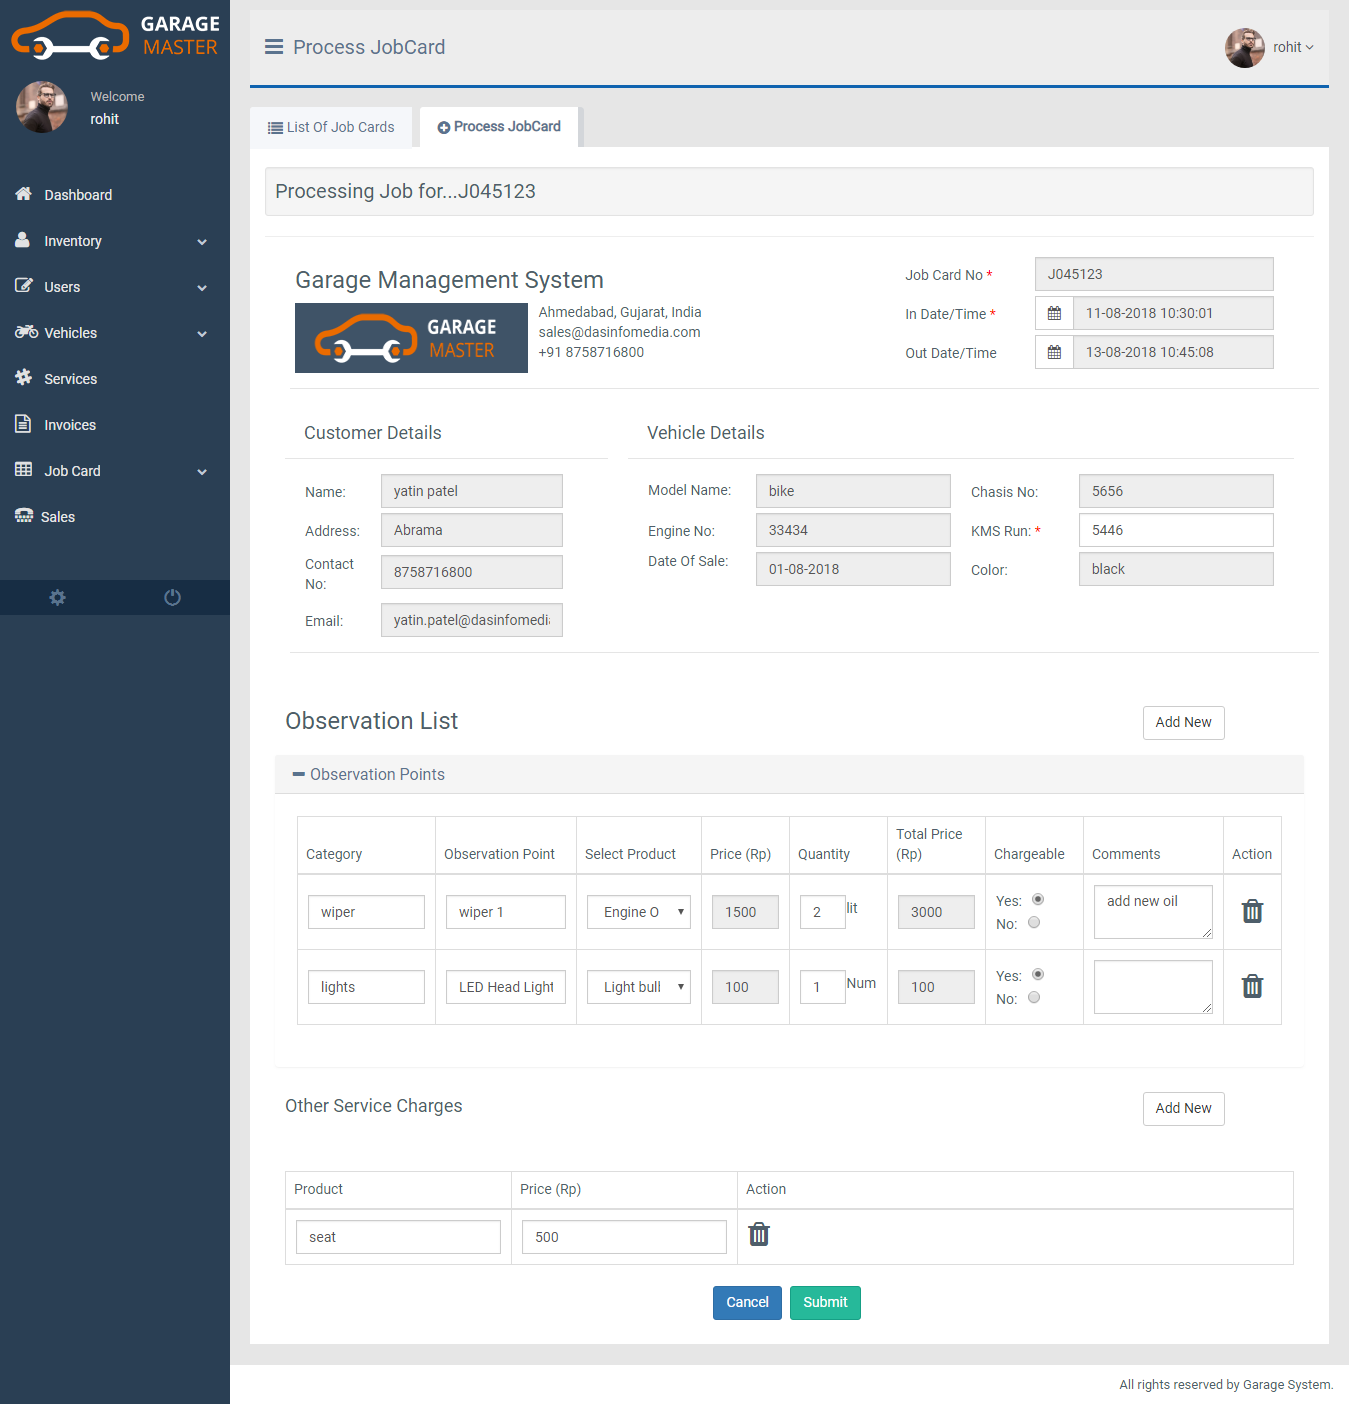 GARAGE
MASTER
Welcome
rohit
Dashboard
Inventory
Users
Vehicles
Services
Invoices
Job Card
Sales
Process JobCard
rohit
List Of Job Cards
Process JobCard
Processing Job for...J045123
Garage Management System
GARAGE
MASTER
Ahmedabad, Gujarat, India
sales@dasinfomedia.com
+91 8758716800
Job Card No * J045123
In Date/Time * 11-08-2018 10:30:01
Out Date/Time 13-08-2018 10:45:08
Customer Details
Name: yatin patel
Address: Abrama
Contact No: 8758716800
Email: yatin.patel@dasinfomedi
Vehicle Details
Model Name: bike Chasis No: 5656
Engine No: 33434 KMS Run: * 5446
Date Of Sale: 01-08-2018 Color: black
Observation List Add New
Observation Points
Category Observation Point Select Product Price (Rp) Quantity Total Price (Rp) Chargeable Comments Action
wiper wiper 1 Engine O 1500 2 lit 3000 Yes: No: add new oil
lights LED Head Light Light bull 100 1 Num 100 Yes: No:
Other Service Charges Add New
Product Price (Rp) Action
seat 500
Cancel Submit
All rights reserved by Garage System.